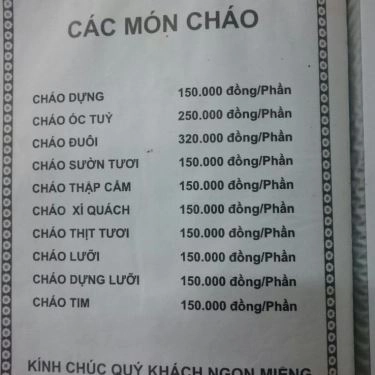 CÁC MÓN CHÁO
CHÁO DỰNG 150.000 đồng/Phần
CHÁO ÓC TUỶ 250.000 đồng/Phần
CHÁO ĐUÔI 320.000 đồng/Phần
CHÁO SƯỜN TƯƠI 150.000 đồng/Phần
CHÁO THẬP CẨM 150.000 đồng/Phần
CHÁO XÍ QUÁCH 150.000 đồng/Phần
CHÁO THỊT TƯƠI 150.000 đồng/Phần
CHÁO LƯỠI 150.000 đồng/Phần
CHÁO DỰNG LƯỠI 150.000 đồng/Phần
CHÁO TIM 150.000 đồng/Phần
KÍNH CHÚC QUÝ KHÁCH NGON MIỆNG